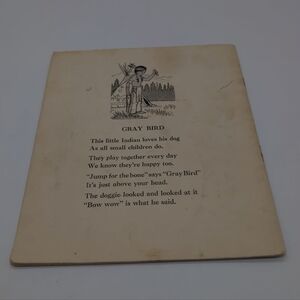 GRAY BIRD
This little Indian loves his dog
As all small children do.
They play together every day
We know they're happy too.
"Jump for the bone" says "Gray Bird"
It's just above your head.
The doggie looked and looked at it
"Bow wow" is what he said.